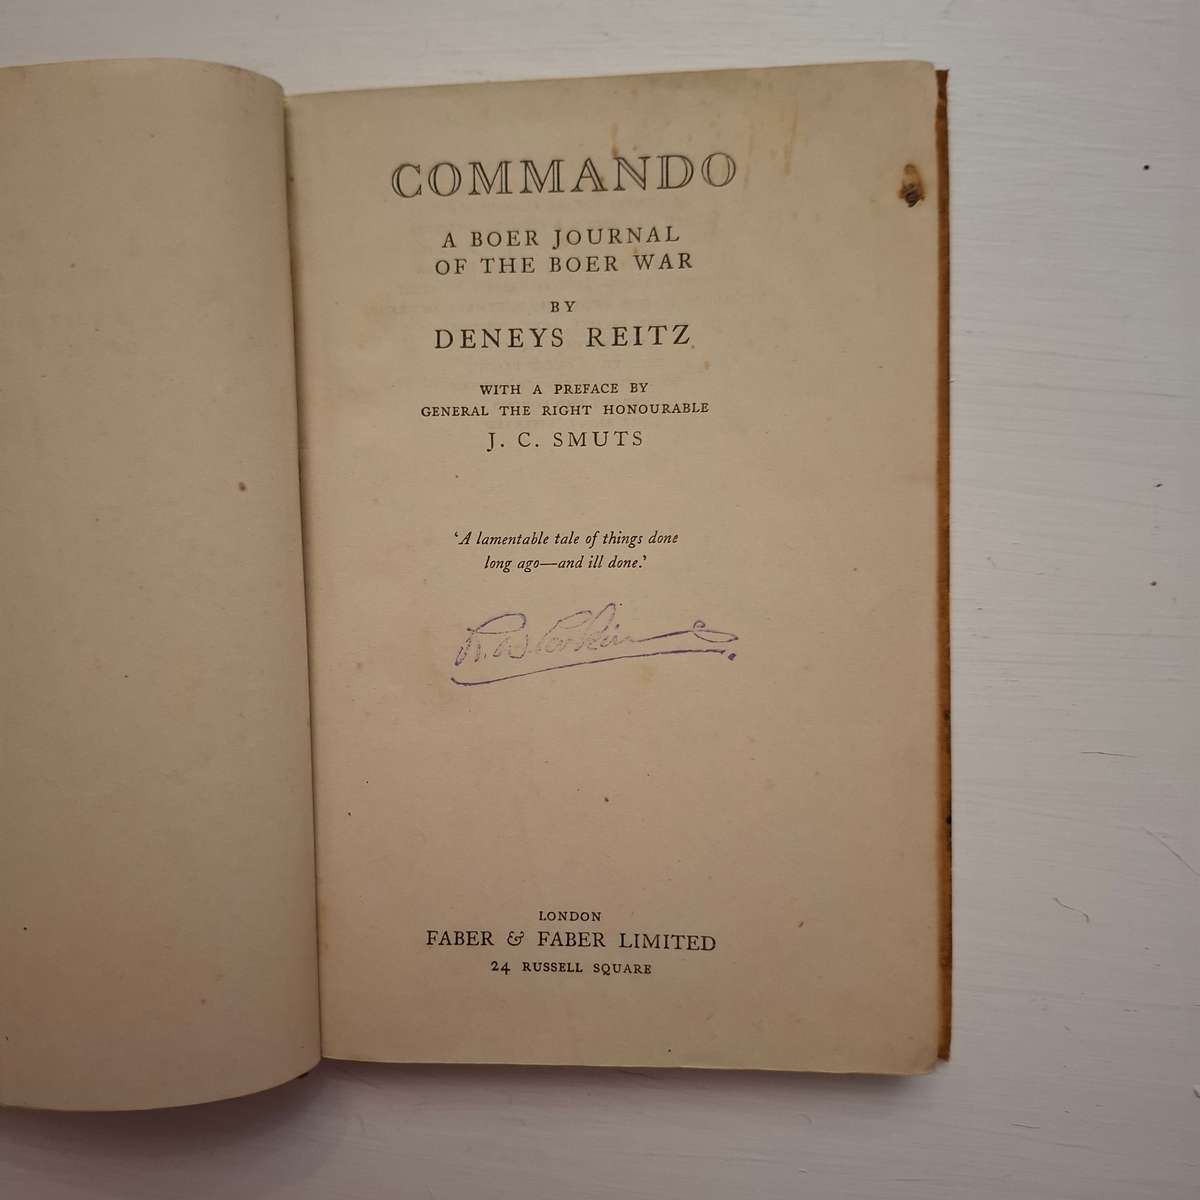 COMMANDO
A BOER JOURNAL
OF THE BOER WAR
BY
DENEYS REITZ
WITH A PREFACE BY
GENERAL THE RIGHT HONOURABLE
J. C. SMUTS
‘A lamentable tale of things done
long ago—and ill done.’
R. W.
LONDON
FABER & FABER LIMITED
24 RUSSELL SQUARE